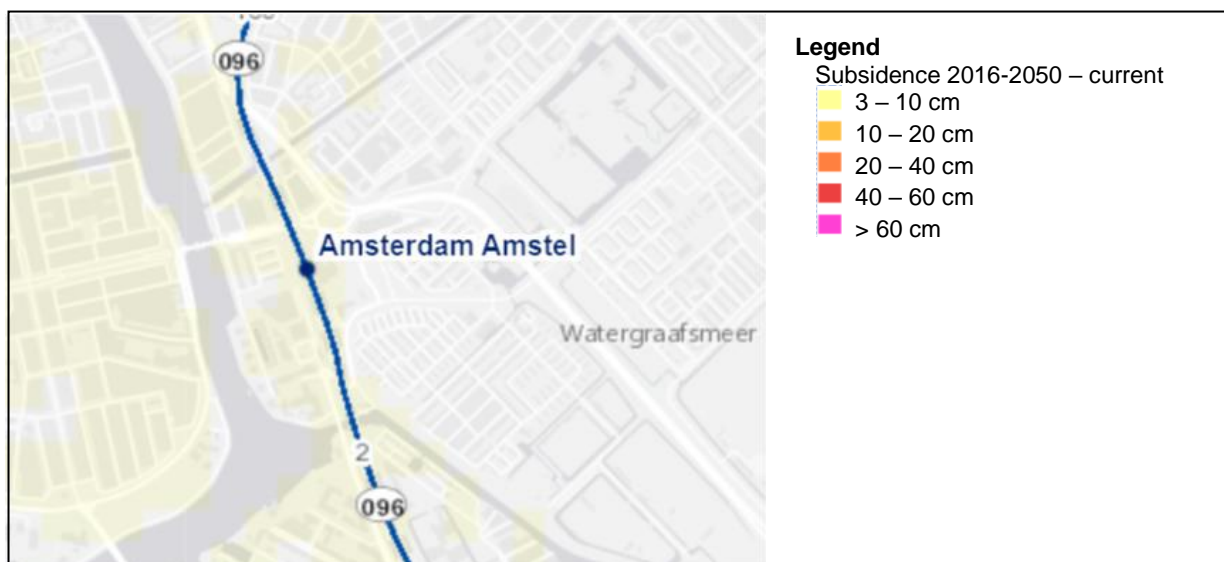 096
Amsterdam Amstel
Watergraafsmeer
2
096
Legend
Subsidence 2016-2050 – current
3 – 10 cm
10 – 20 cm
20 – 40 cm
40 – 60 cm
> 60 cm